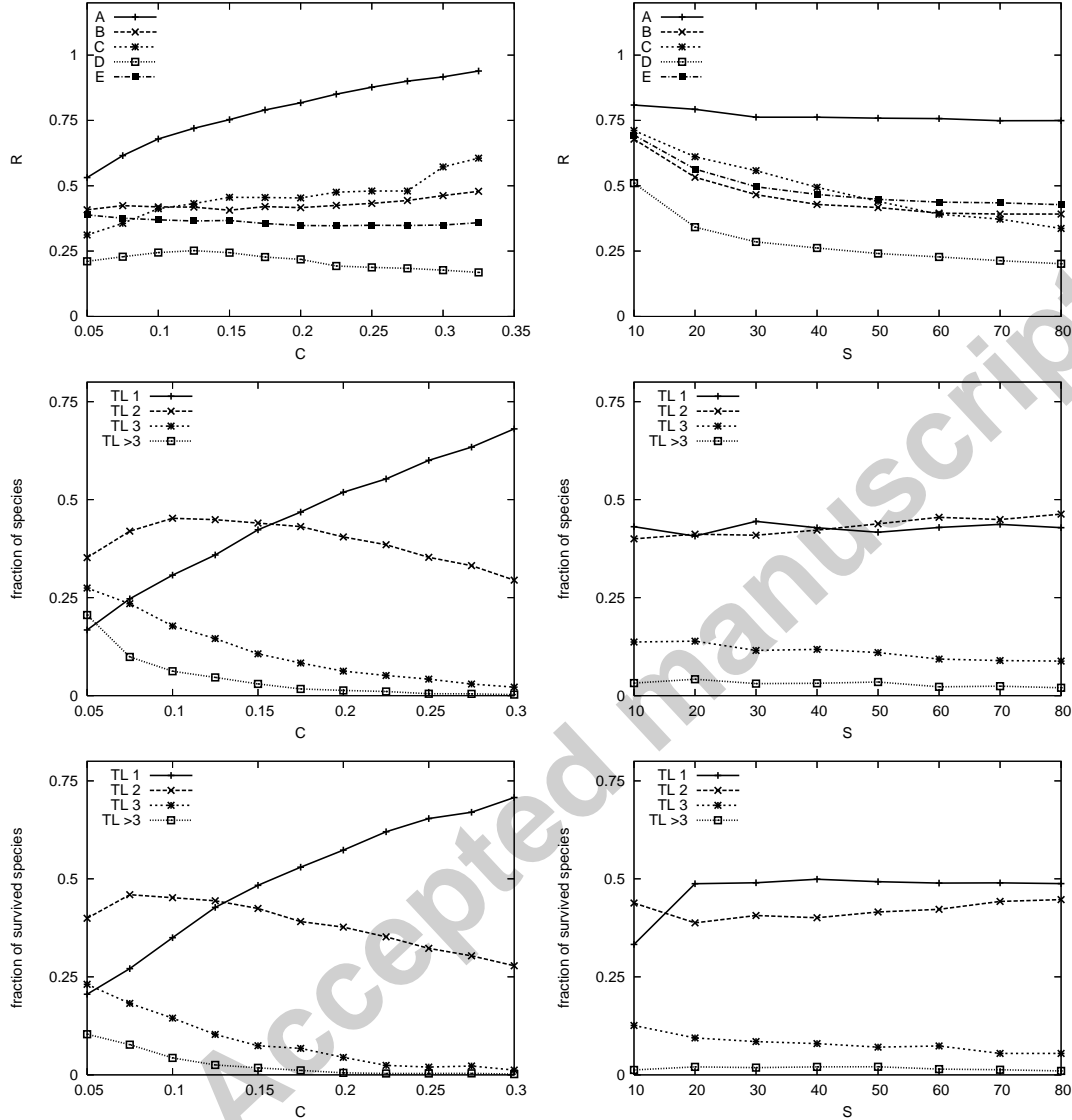 A
B
C
D
E
1
0.75
0.5
0.25
0
R
0.05
0.1
0.15
0.2
0.25
0.3
0.35
C
A
B
C
D
E
1
0.75
0.5
0.25
0
R
10
20
30
40
50
60
70
80
S
TL 1
TL 2
TL 3
TL >3
0.75
0.5
0.25
0
fraction of species
0.05
0.1
0.15
0.2
0.25
0.3
C
TL 1
TL 2
TL 3
TL >3
0.75
0.5
0.25
0
fraction of species
10
20
30
40
50
60
70
80
S
TL 1
TL 2
TL 3
TL >3
0.75
0.5
0.25
0
fraction of survived species
0.05
0.1
0.15
0.2
0.25
0.3
C
TL 1
TL 2
TL 3
TL >3
0.75
0.5
0.25
0
fraction of survived species
10
20
30
40
50
60
70
80
S
Accepted manuscript